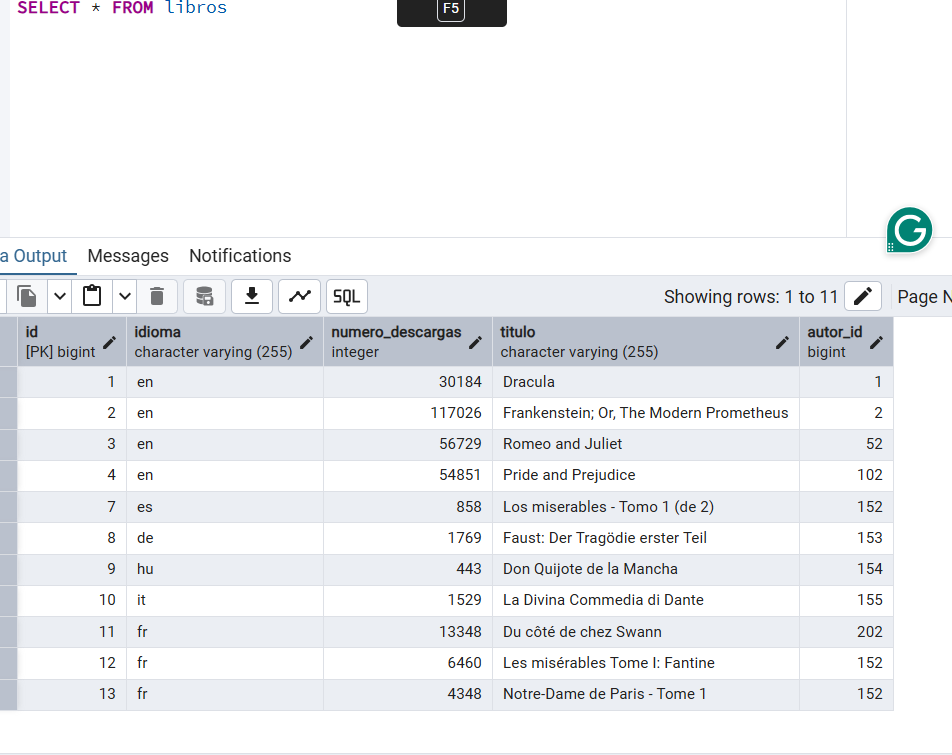 SELECT * FROM libros
F5
a Output Messages Notifications
SQL Showing rows: 1 to 11 Page N
id idioma numero_descargas titulo autor_id
[PK] bigint character varying (255) integer character varying (255) bigint
1 en 30184 Dracula 1
2 en 117026 Frankenstein; Or, The Modern Prometheus 2
3 en 56729 Romeo and Juliet 52
4 en 54851 Pride and Prejudice 102
7 es 858 Los miserables - Tomo 1 (de 2) 152
8 de 1769 Faust: Der Tragödie erster Teil 153
9 hu 443 Don Quijote de la Mancha 154
10 it 1529 La Divina Commedia di Dante 155
11 fr 13348 Du côté de chez Swann 202
12 fr 6460 Les misérables Tome I: Fantine 152
13 fr 4348 Notre-Dame de Paris - Tome 1 152